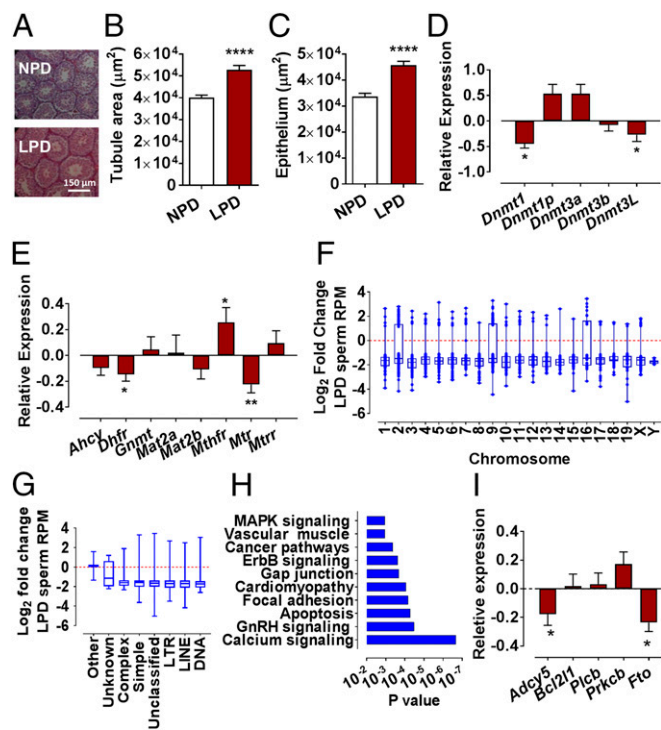 A
NPD
LPD
150 µm
B
Tubule area (µm²)
6×10⁴
5×10⁴
4×10⁴
3×10⁴
2×10⁴
1×10⁴
0
****
NPD
LPD
C
Epithelium (µm²)
5×10⁴
4×10⁴
3×10⁴
2×10⁴
1×10⁴
0
****
NPD
LPD
D
Relative Expression
1.0
0.5
0.0
-0.5
-1.0
*
*
Dnmt1
Dnmt1p
Dnmt3a
Dnmt3b
Dnmt3L
E
Relative Expression
0.4
0.2
0.0
-0.2
-0.4
*
*
**
Ahcy
Dhfr
Gnmt
Mat2a
Mat2b
Mthfr
Mtr
Mtrr
F
Log₂ Fold Change
LPD sperm RPM
4
2
0
-2
-4
-6
1
2
3
4
5
6
7
8
9
10
11
12
13
14
15
16
17
18
19
X
Y
Chromosome
G
Log₂ fold change
LPD sperm RPM
4
2
0
-2
-4
-6
Other
Unknown
Complex
Simple
Unclassified
LTR
LINE
DNA
H
MAPK signaling
Vascular muscle
Cancer pathways
ErbB signaling
Gap junction
Cardiomyopathy
Focal adhesion
Apoptosis
GnRH signaling
Calcium signaling
10⁻²
10⁻³
10⁻⁴
10⁻⁵
10⁻⁶
10⁻⁷
P value
I
Relative expression
0.4
0.2
0.0
-0.2
-0.4
*
*
Adcy5
Bcl2l1
Plcb
Prkcb
Fto